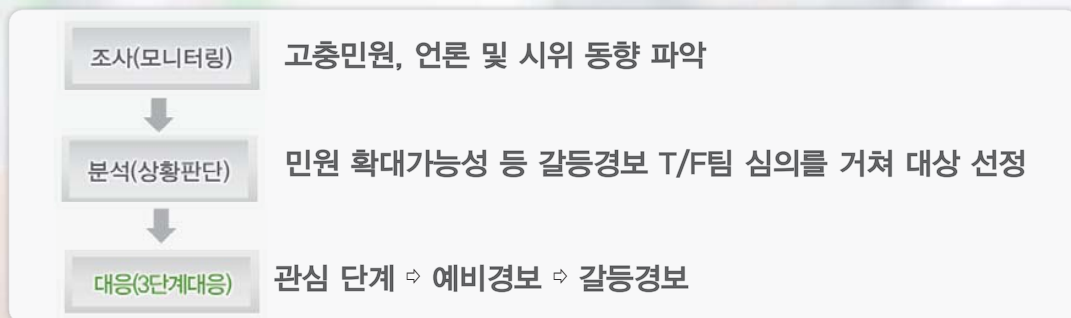 조사(모니터링) 고충민원, 언론 및 시위 동향 파악
분석(상황판단) 민원 확대가능성 등 갈등경보 T/F팀 심의를 거쳐 대상 선정
대응(3단계대응) 관심 단계 ⇨ 예비경보 ⇨ 갈등경보